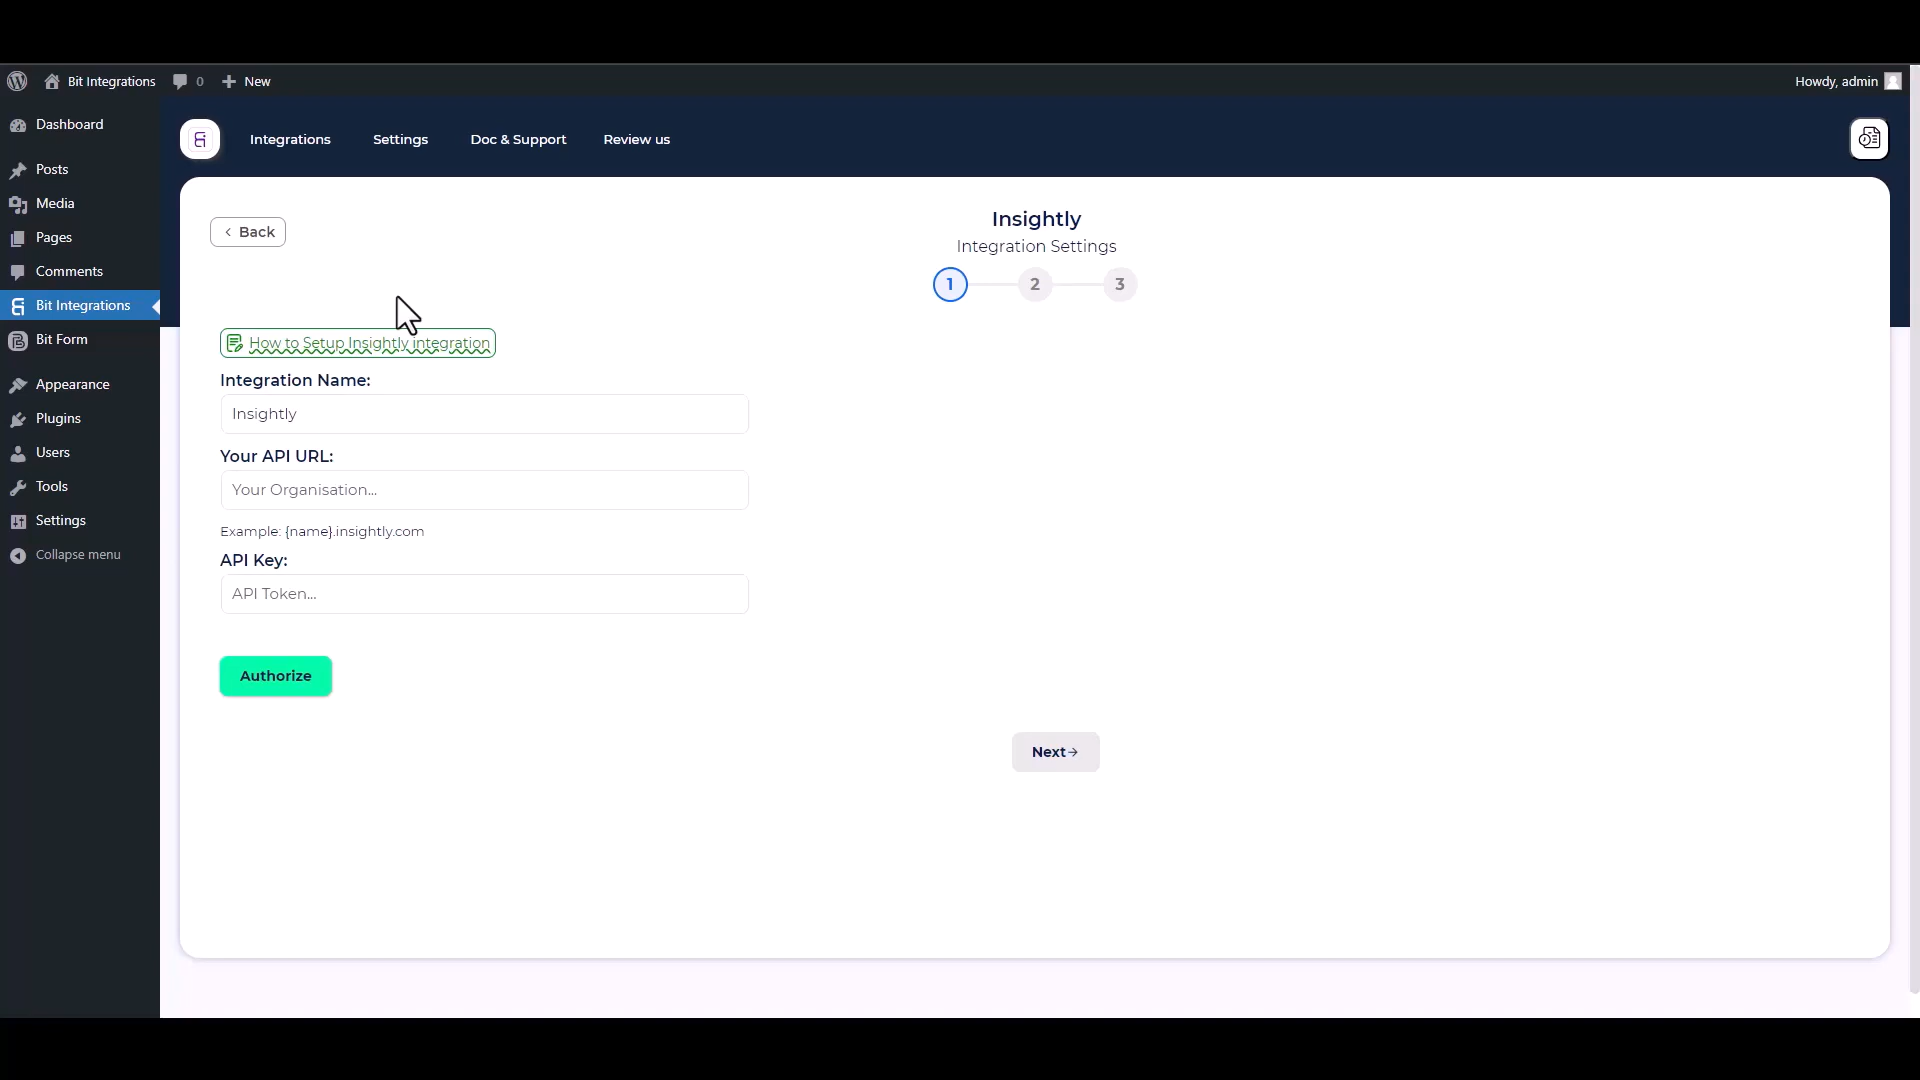 Bit Integrations
0
New
Howdy, admin
Dashboard
Posts
Media
Pages
Comments
Bit Integrations
Bit Form
Appearance
Plugins
Users
Tools
Settings
Collapse menu
Integrations
Settings
Doc & Support
Review us
Back
Insightly
Integration Settings
1
2
3
How to Setup Insightly integration
Integration Name:
Insightly
Your API URL:
Your Organisation...
Example: {name}.insightly.com
API Key:
API Token...
Authorize
Next